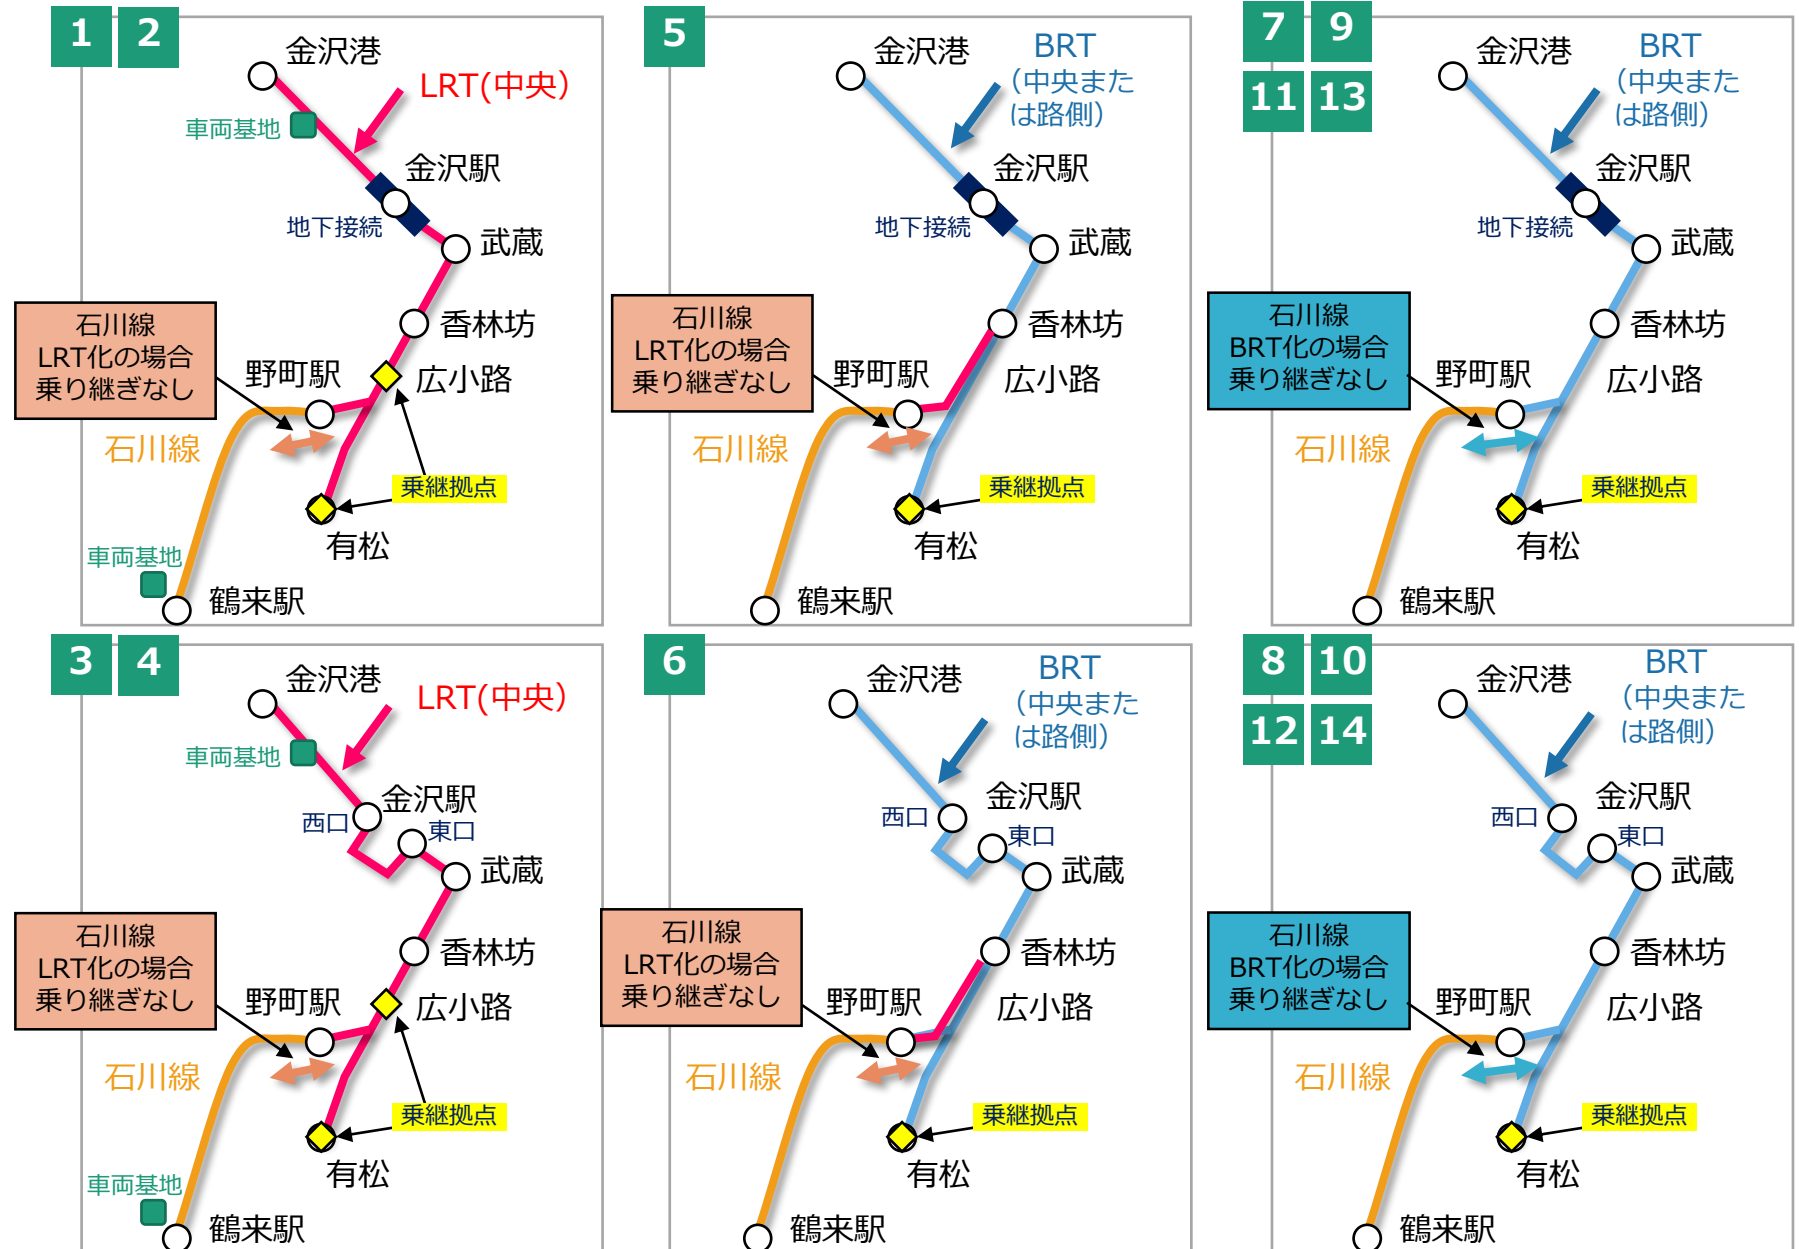 1 2
金沢港
LRT(中央)
車両基地
金沢駅
地下接続
武蔵
石川線
LRT化の場合
乗り継ぎなし
香林坊
野町駅
広小路
石川線
乗継拠点
有松
車両基地
鶴来駅
5
金沢港
BRT
(中央また
は路側)
金沢駅
地下接続
武蔵
石川線
LRT化の場合
乗り継ぎなし
香林坊
野町駅
広小路
石川線
乗継拠点
有松
鶴来駅
7 9
11 13
金沢港
BRT
(中央また
は路側)
金沢駅
地下接続
武蔵
石川線
BRT化の場合
乗り継ぎなし
香林坊
野町駅
広小路
石川線
乗継拠点
有松
鶴来駅
3 4
金沢港
LRT(中央)
車両基地
金沢駅
西口
東口
武蔵
石川線
LRT化の場合
乗り継ぎなし
香林坊
野町駅
広小路
石川線
乗継拠点
有松
車両基地
鶴来駅
6
金沢港
BRT
(中央また
は路側)
金沢駅
西口
東口
武蔵
石川線
LRT化の場合
乗り継ぎなし
香林坊
野町駅
広小路
石川線
乗継拠点
有松
鶴来駅
8 10
12 14
金沢港
BRT
(中央また
は路側)
金沢駅
西口
東口
武蔵
石川線
BRT化の場合
乗り継ぎなし
香林坊
野町駅
広小路
石川線
乗継拠点
有松
鶴来駅